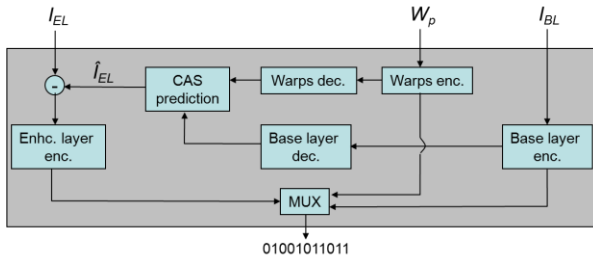 I_EL
W_p
I_BL
Î_EL
CAS
prediction
Warps dec.
Warps enc.
-
Enhc. layer
enc.
Base layer
dec.
Base layer
enc.
MUX
01001011011